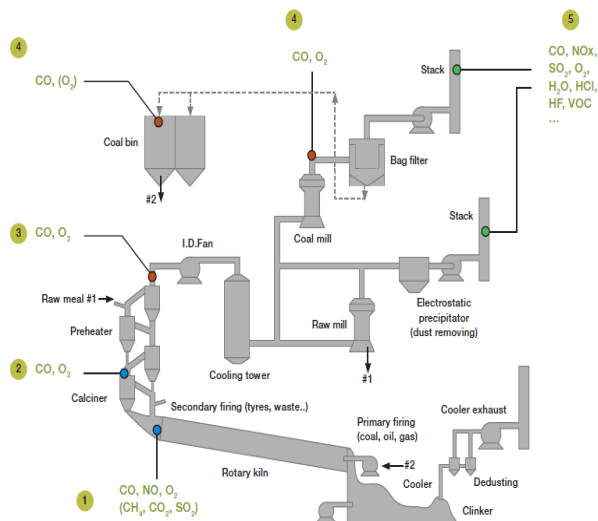 4
CO, (O₂)
4
CO, O₂
Stack
5
CO, NOx,
SO₂, O₂,
H₂O, HCl,
HF, VOC
...
Coal bin
#2
Bag filter
Coal mill
3
CO, O₂
I.D.Fan
Stack
Raw meal #1
Preheater
Cooling tower
Raw mill
#1
Electrostatic
precipitator
(dust removing)
2
CO, O₂
Calciner
Secondary firing (tyres, waste..)
Primary firing
(coal, oil, gas)
#2
Cooler exhaust
Rotary kiln
Cooler
Dedusting
Clinker
1
CO, NO, O₂
(CH₄, CO₂, SO₂)